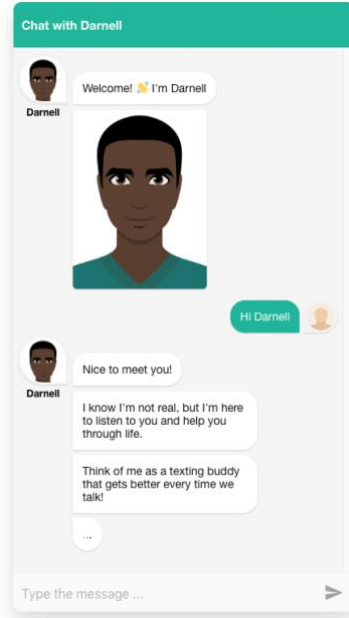 Chat with Darnell
Welcome! 👋 I'm Darnell
Darnell
Hi Darnell
Nice to meet you!
Darnell
I know I'm not real, but I'm here
to listen to you and help you
through life.
Think of me as a texting buddy
that gets better every time we
talk!
...
Type the message ...